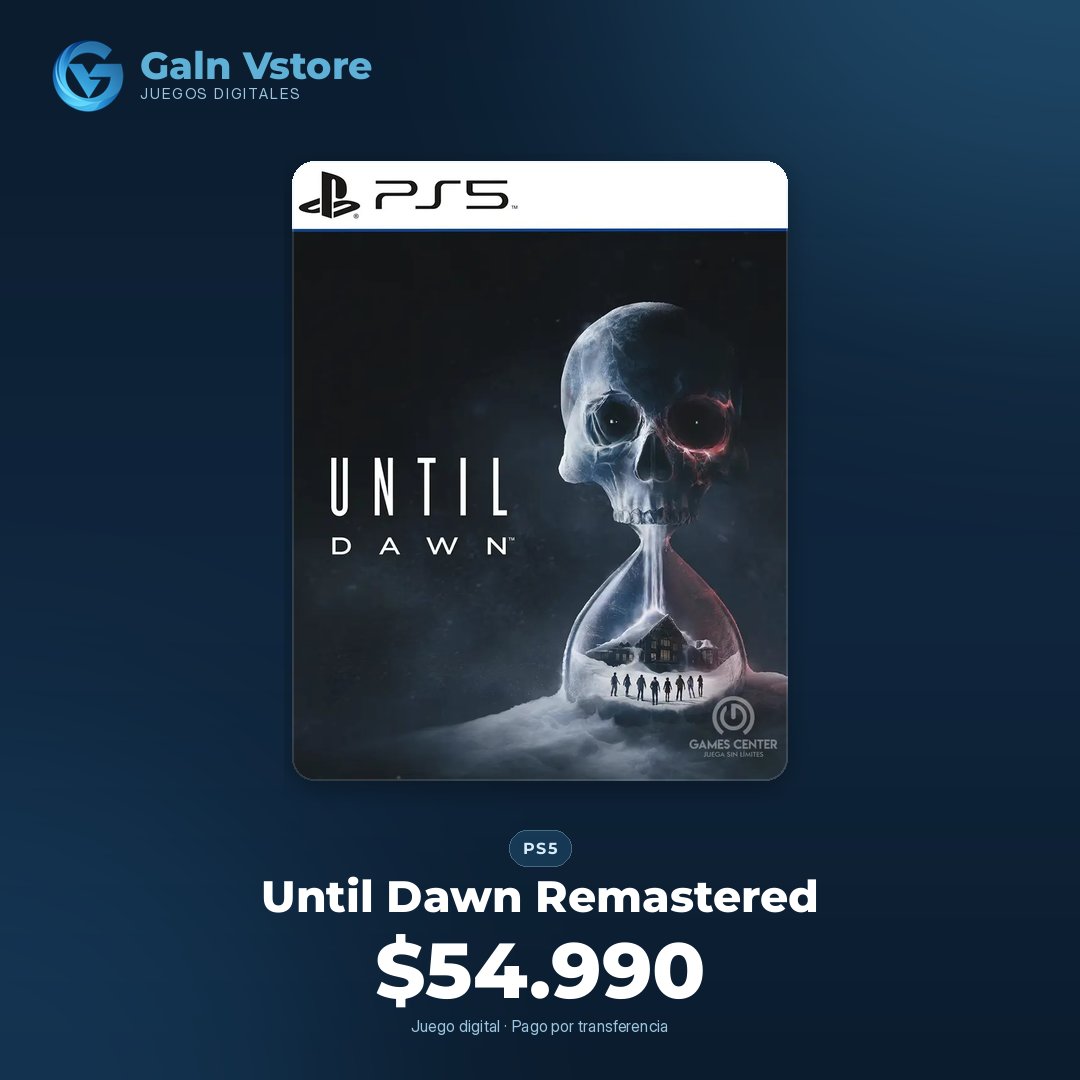 Galn Vstore
JUEGOS DIGITALES
PS5™
UNTIL
DAWN™
GAMES CENTER
JUEGA SIN LÍMITES
PS5
Until Dawn Remastered
$54.990
Juego digital · Pago por transferencia